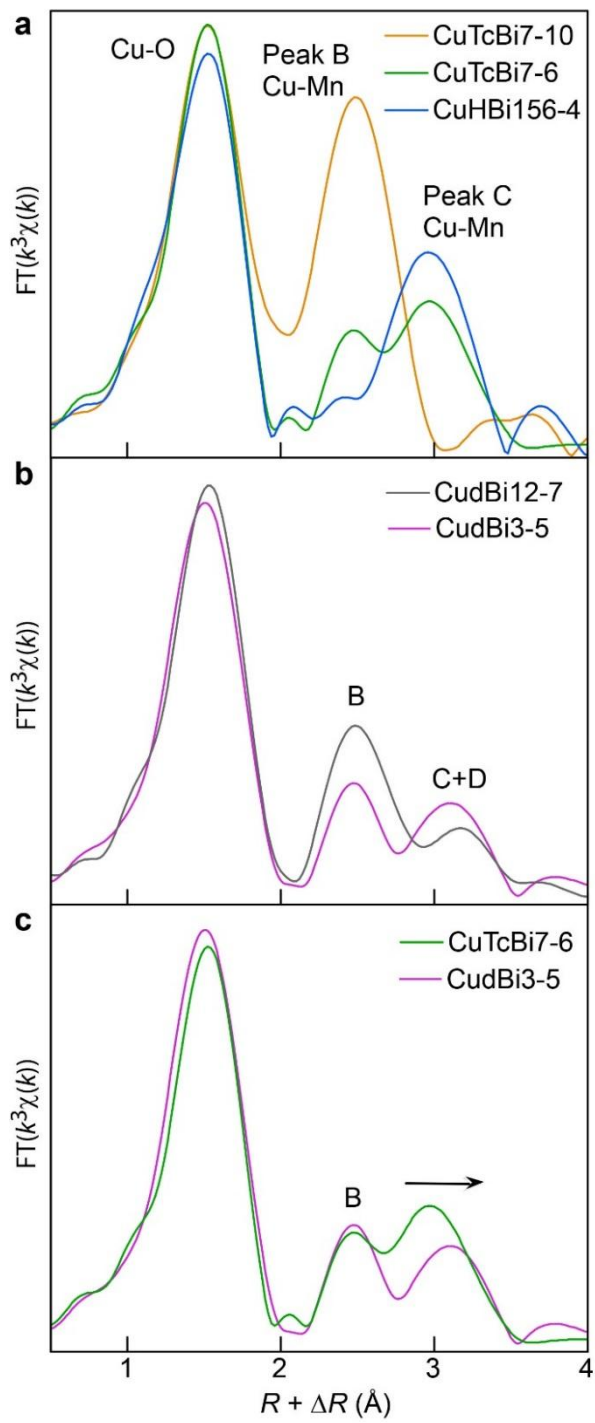 a
Cu-O
Peak B
Cu-Mn
CuTcBi7-10
CuTcBi7-6
CuHBi156-4
Peak C
Cu-Mn
FT(k³χ(k))
b
CudBi12-7
CudBi3-5
B
C+D
FT(k³χ(k))
c
CuTcBi7-6
CudBi3-5
B
FT(k³χ(k))
1 2 3 4
R + ΔR (Å)